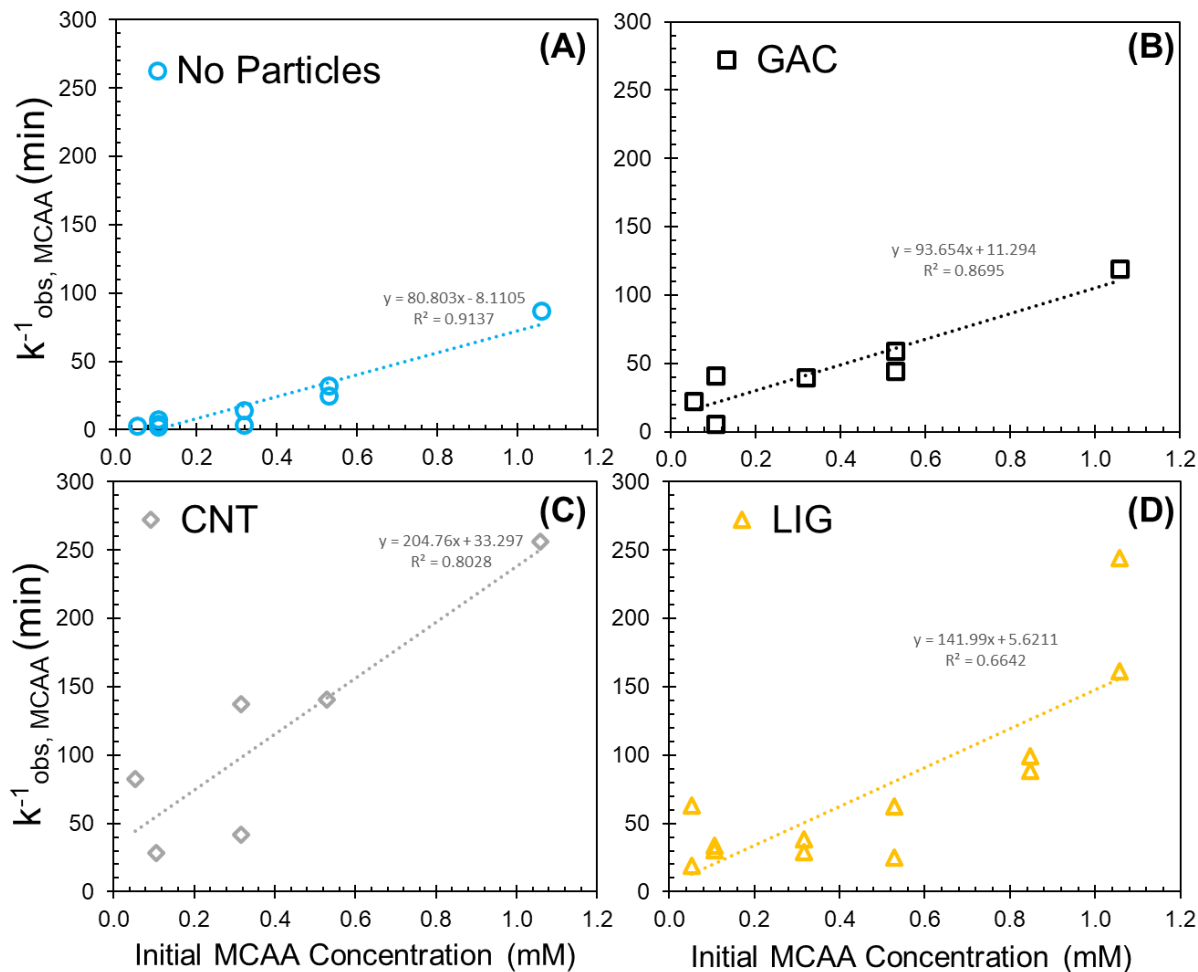 (A)
No Particles
k⁻¹obs, MCAA (min)
300
250
200
150
100
50
0
y = 80.803x - 8.1105
R² = 0.9137
0.0 0.2 0.4 0.6 0.8 1.0 1.2
(B)
GAC
300
250
200
150
100
50
0
y = 93.654x + 11.294
R² = 0.8695
0.0 0.2 0.4 0.6 0.8 1.0 1.2
(C)
CNT
k⁻¹obs, MCAA (min)
300
250
200
150
100
50
0
y = 204.76x + 33.297
R² = 0.8028
0.0 0.2 0.4 0.6 0.8 1.0 1.2
Initial MCAA Concentration (mM)
(D)
LIG
300
250
200
150
100
50
0
y = 141.99x + 5.6211
R² = 0.6642
0.0 0.2 0.4 0.6 0.8 1.0 1.2
Initial MCAA Concentration (mM)